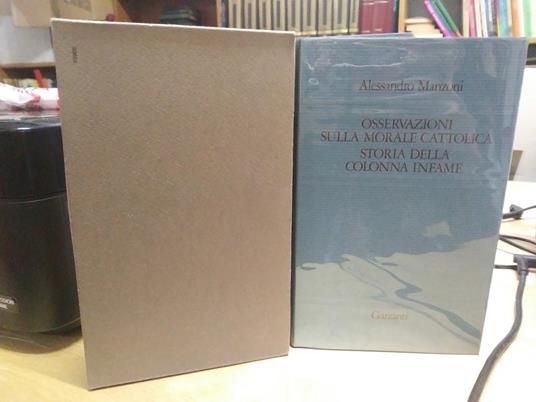 Alessandro Manzoni
OSSERVAZIONI
SULLA MORALE CATTOLICA
STORIA DELLA
COLONNA INFAME
Garzanti